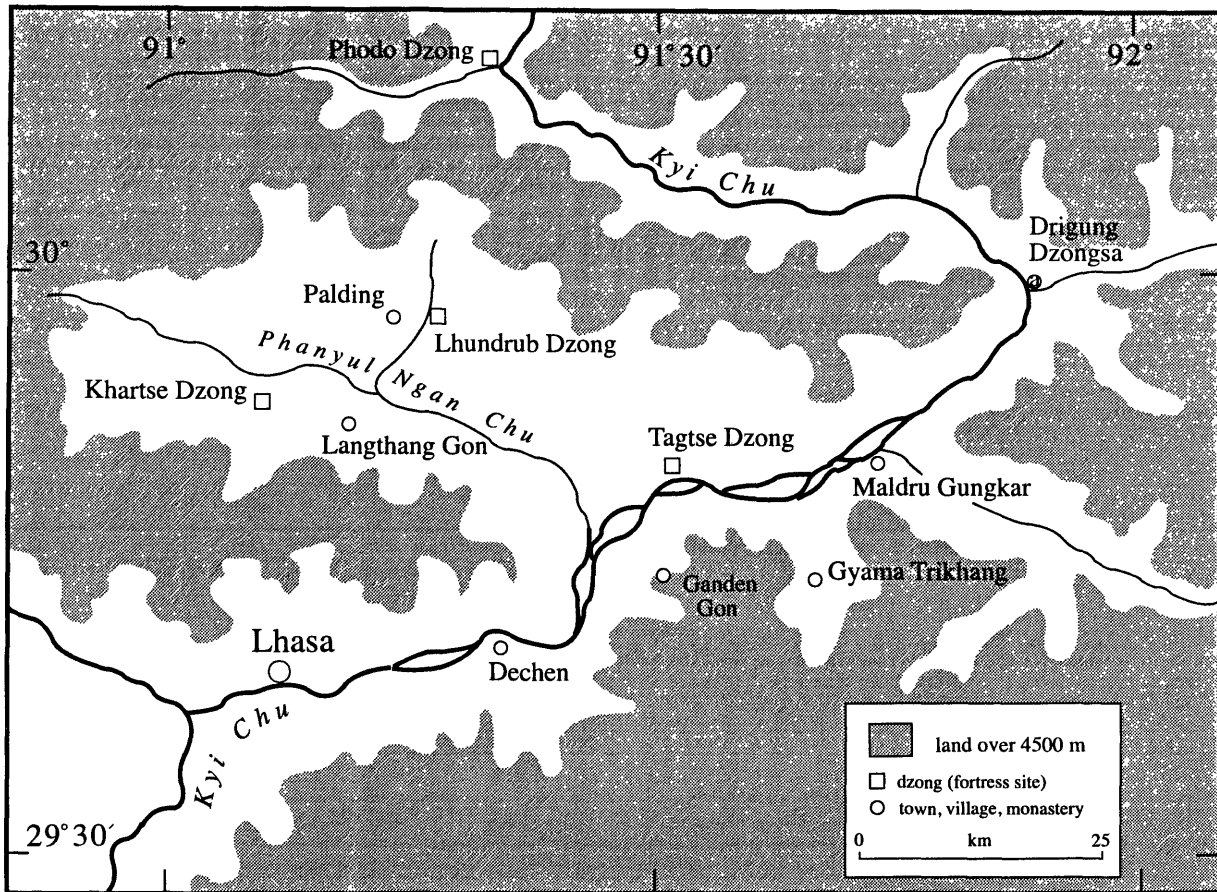 91°
91°30′
92°
Phodo Dzong
Kyi Chu
30°
Drigung
Dzongsa
Palding
Lhundrub Dzong
Phanyul Ngan Chu
Khartse Dzong
Langthang Gon
Tagtse Dzong
Maldru Gungkar
Ganden
Gon
Gyama Trikhang
Lhasa
Dechen
Kyi Chu
29°30′
land over 4500 m
dzong (fortress site)
town, village, monastery
km
0 25